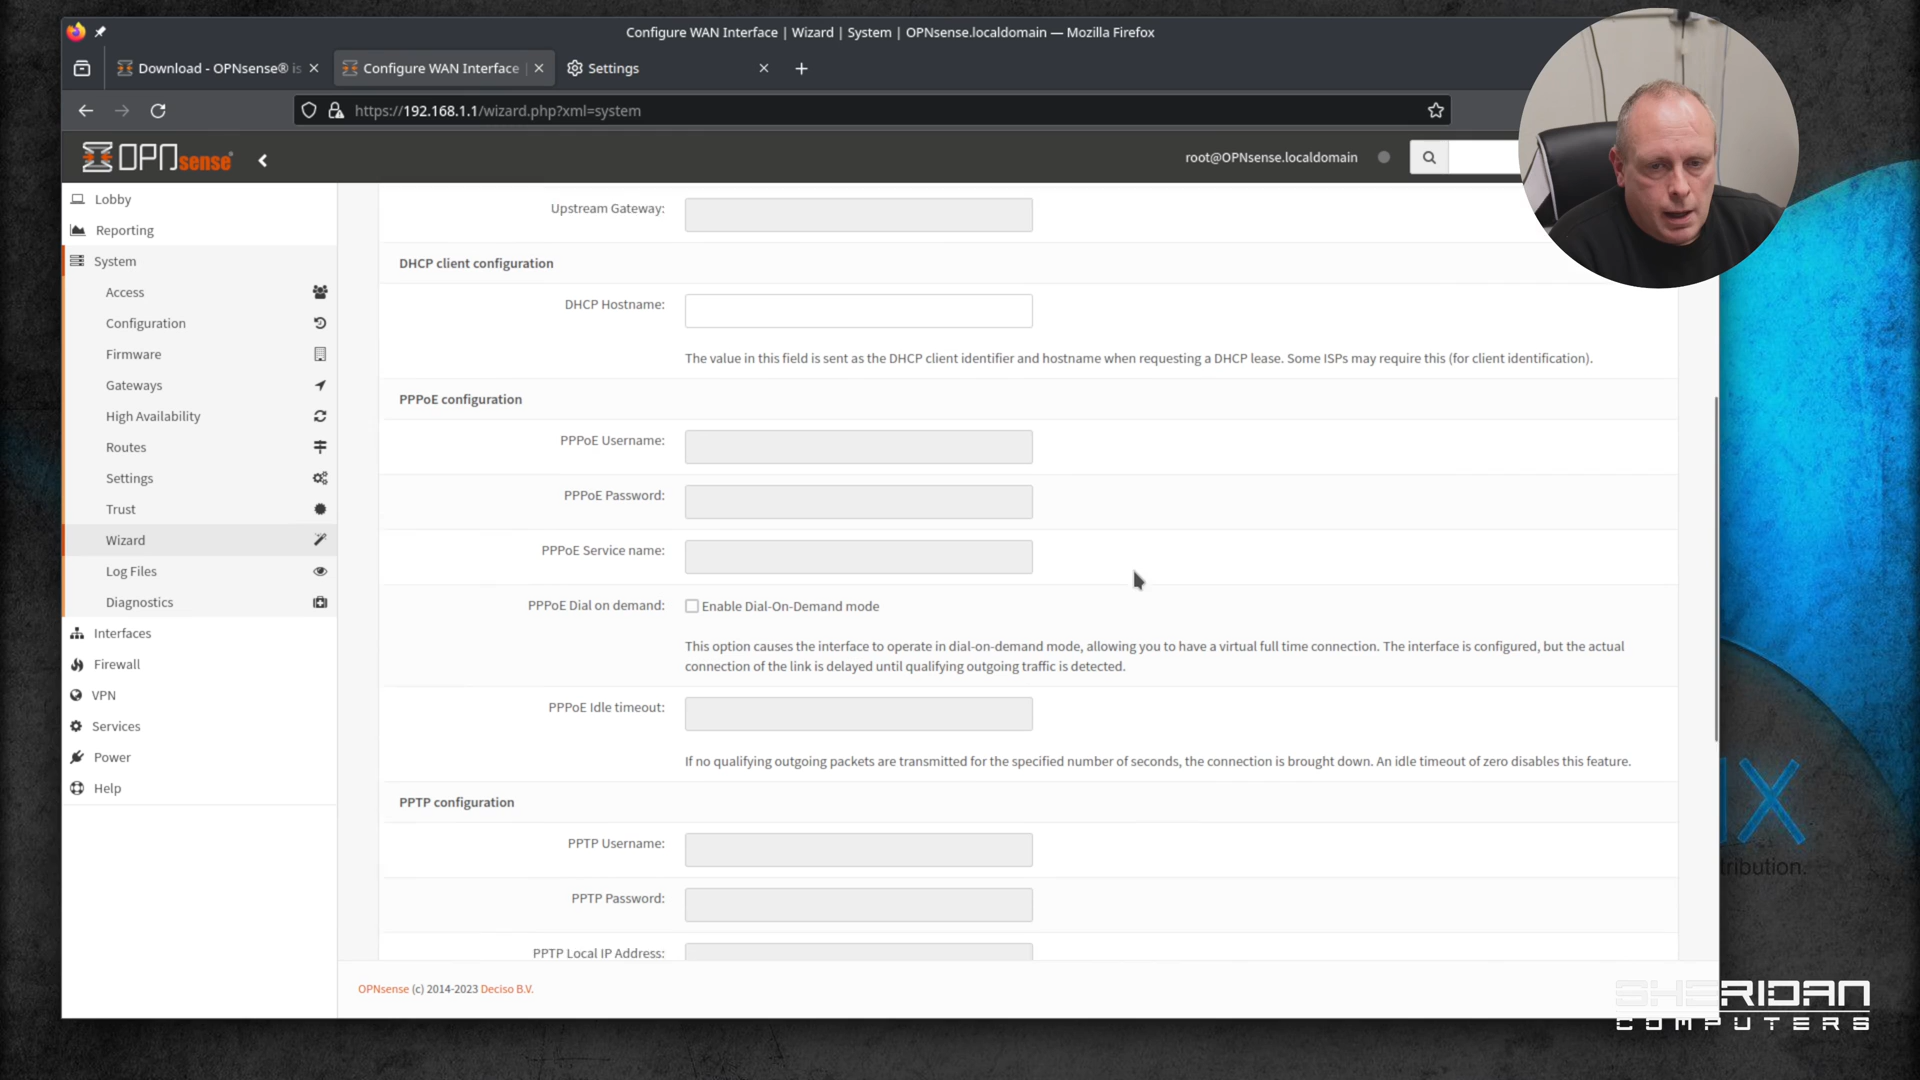 Configure WAN Interface | Wizard | System | OPNsense.localdomain — Mozilla Firefox
Download - OPNsense® is
Configure WAN Interface |
Settings
https://192.168.1.1/wizard.php?xml=system
OPNsense
root@OPNsense.localdomain
Lobby
Reporting
System
Access
Configuration
Firmware
Gateways
High Availability
Routes
Settings
Trust
Wizard
Log Files
Diagnostics
Interfaces
Firewall
VPN
Services
Power
Help
Upstream Gateway:
DHCP client configuration
DHCP Hostname:
The value in this field is sent as the DHCP client identifier and hostname when requesting a DHCP lease. Some ISPs may require this (for client identification).
PPPoE configuration
PPPoE Username:
PPPoE Password:
PPPoE Service name:
PPPoE Dial on demand: Enable Dial-On-Demand mode
This option causes the interface to operate in dial-on-demand mode, allowing you to have a virtual full time connection. The interface is configured, but the actual
connection of the link is delayed until qualifying outgoing traffic is detected.
PPPoE Idle timeout:
If no qualifying outgoing packets are transmitted for the specified number of seconds, the connection is brought down. An idle timeout of zero disables this feature.
PPTP configuration
PPTP Username:
PPTP Password:
PPTP Local IP Address:
OPNsense (c) 2014-2023 Deciso B.V.
SHERIDAN
COMPUTERS